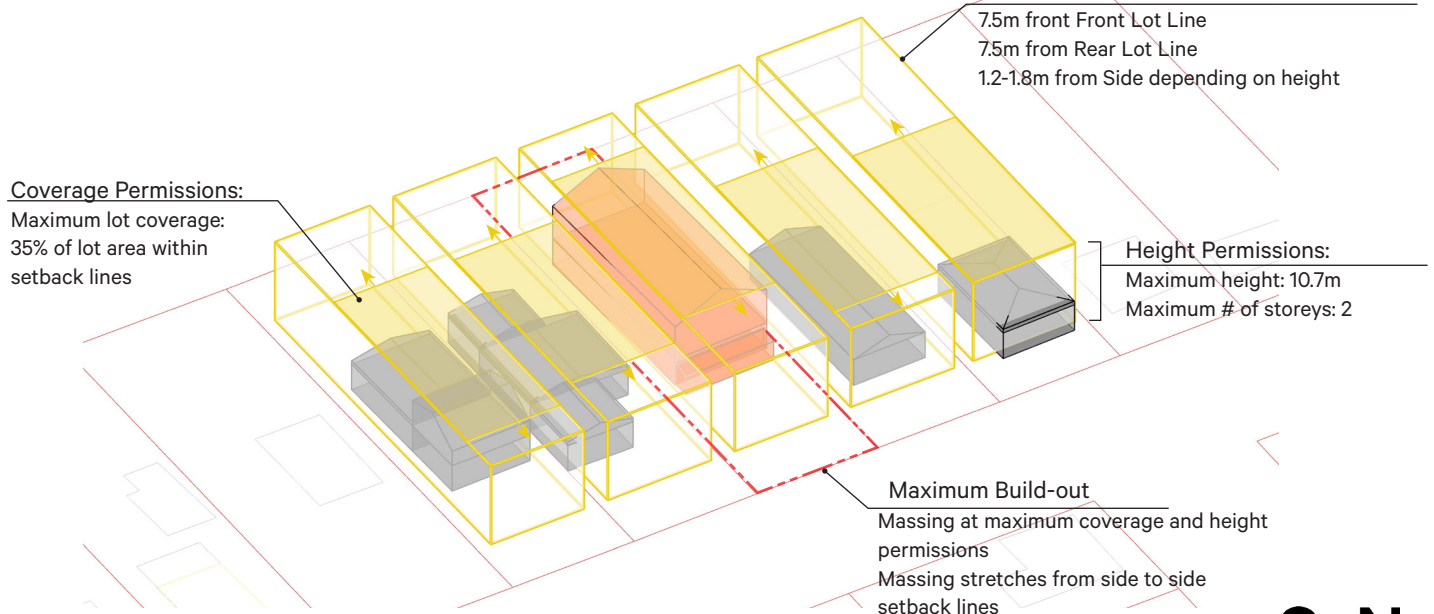 7.5m front Front Lot Line
7.5m from Rear Lot Line
1.2-1.8m from Side depending on height
Coverage Permissions:
Maximum lot coverage:
35% of lot area within
setback lines
Height Permissions:
Maximum height: 10.7m
Maximum # of storeys: 2
Maximum Build-out
Massing at maximum coverage and height
permissions
Massing stretches from side to side
setback lines